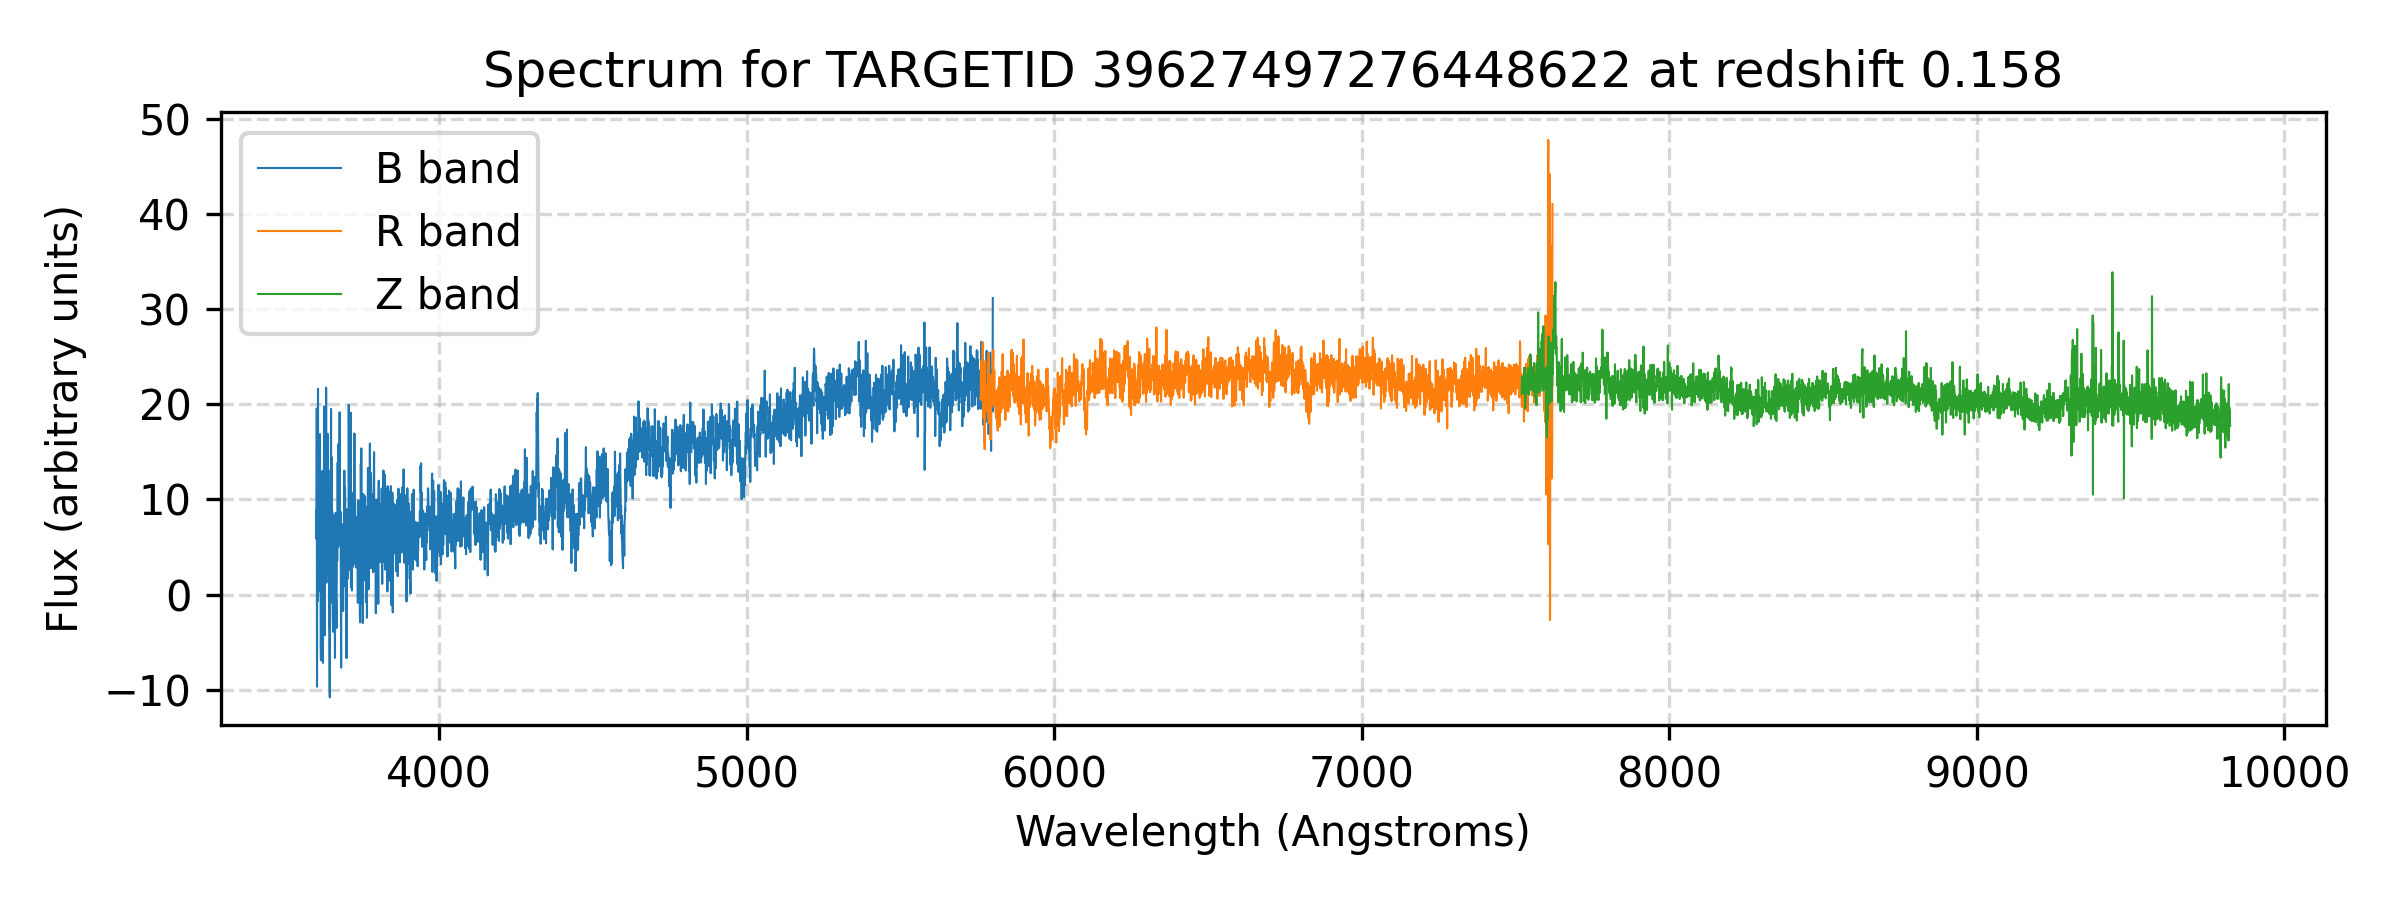 Spectrum for TARGETID 39627497276448622 at redshift 0.158
50
40
30
20
10
0
−10
Flux (arbitrary units)
B band
R band
Z band
4000 5000 6000 7000 8000 9000 10000
Wavelength (Angstroms)